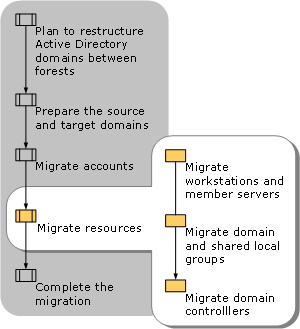 Plan to restructure
Active Directory
domains between
forests
Prepare the source
and target domains
Migrate accounts
Migrate resources
Complete the
migration
Migrate
workstations and
member servers
Migrate domain
and shared local
groups
Migrate domain
controlllers